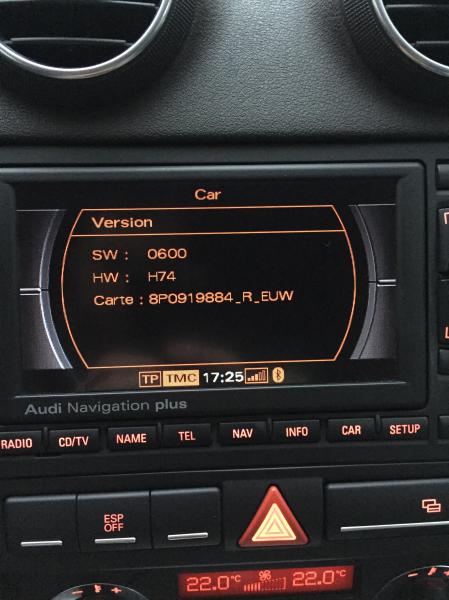 Car
Version
SW : 0600
HW : H74
Carte : 8P0919884_R_EUW
TP TMC 17:25
Audi Navigation plus
RADIO CD/TV NAME TEL NAV INFO CAR SETUP
ESP
OFF
22.0°C 22.0°C